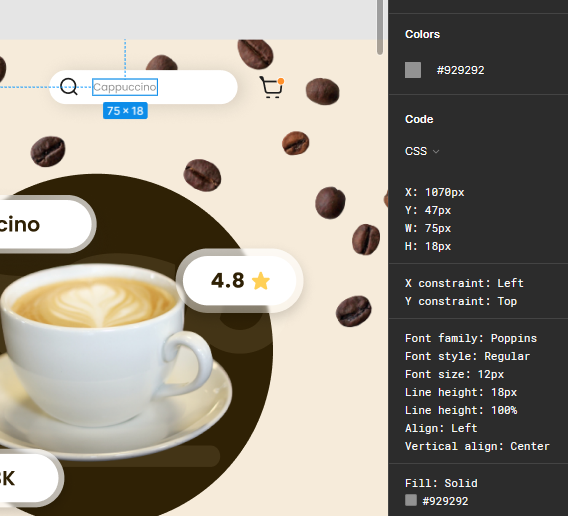 Cappuccino
75 × 18
cino
4.8
3K
Colors
#929292
Code
CSS
X: 1070px
Y: 47px
W: 75px
H: 18px
X constraint: Left
Y constraint: Top
Font family: Poppins
Font style: Regular
Font size: 12px
Line height: 18px
Line height: 100%
Align: Left
Vertical align: Center
Fill: Solid
#929292